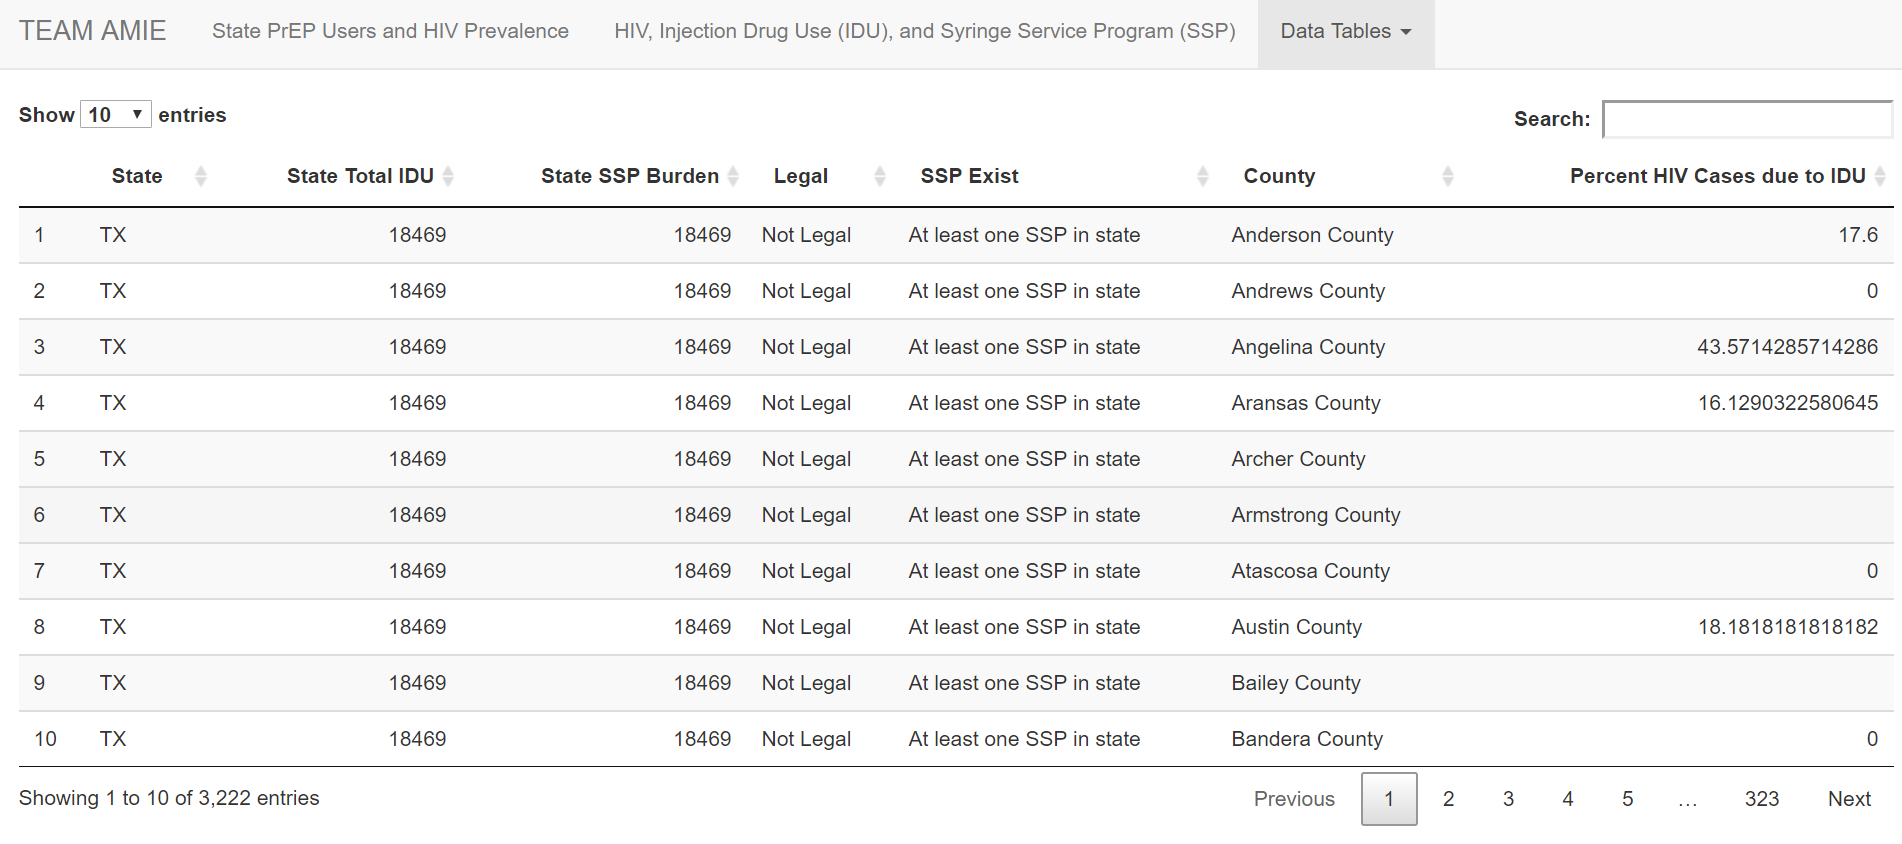 TEAM AMIE State PrEP Users and HIV Prevalence HIV, Injection Drug Use (IDU), and Syringe Service Program (SSP) Data Tables
Show 10 entries Search:
State State Total IDU State SSP Burden Legal SSP Exist County Percent HIV Cases due to IDU
1 TX 18469 18469 Not Legal At least one SSP in state Anderson County 17.6
2 TX 18469 18469 Not Legal At least one SSP in state Andrews County 0
3 TX 18469 18469 Not Legal At least one SSP in state Angelina County 43.5714285714286
4 TX 18469 18469 Not Legal At least one SSP in state Aransas County 16.1290322580645
5 TX 18469 18469 Not Legal At least one SSP in state Archer County
6 TX 18469 18469 Not Legal At least one SSP in state Armstrong County
7 TX 18469 18469 Not Legal At least one SSP in state Atascosa County 0
8 TX 18469 18469 Not Legal At least one SSP in state Austin County 18.1818181818182
9 TX 18469 18469 Not Legal At least one SSP in state Bailey County
10 TX 18469 18469 Not Legal At least one SSP in state Bandera County 0
Showing 1 to 10 of 3,222 entries Previous 1 2 3 4 5 … 323 Next